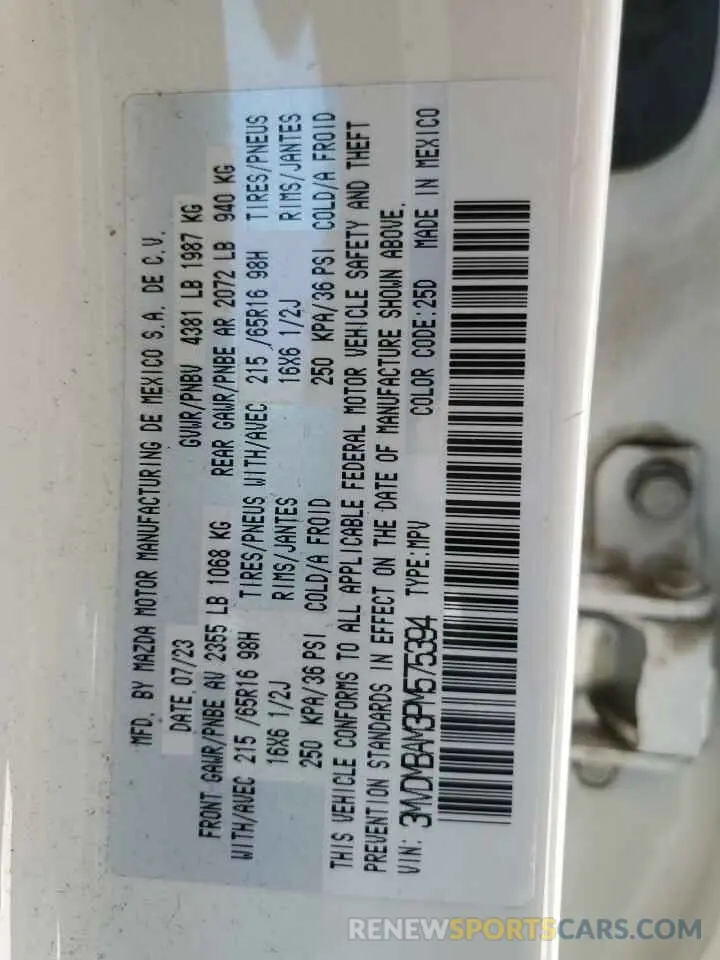 MFD. BY MAZDA MOTOR MANUFACTURING DE MEXICO S.A. DE C.V.
DATE, 07/23 GVWR/PNBV 4381 LB 1987 KG
FRONT GAWR/PNBE AV 2355 LB 1068 KG REAR GAWR/PNBE AR 2072 LB 940 KG
WITH/AVEC 215 /65R16 98H TIRES/PNEUS WITH/AVEC 215 /65R16 98H TIRES/PNEUS
16X6 1/2J RIMS/JANTES 16X6 1/2J RIMS/JANTES
250 KPA/36 PSI COLD/A FROID 250 KPA/36 PSI COLD/A FROID
THIS VEHICLE CONFORMS TO ALL APPLICABLE FEDERAL MOTOR VEHICLE SAFETY AND THEFT
PREVENTION STANDARDS IN EFFECT ON THE DATE OF MANUFACTURE SHOWN ABOVE.
VIN: 3MVDMBAM3PM575394 TYPE:MPV COLOR CODE:25D MADE IN MEXICO
RENEWSPORTSCARS.COM